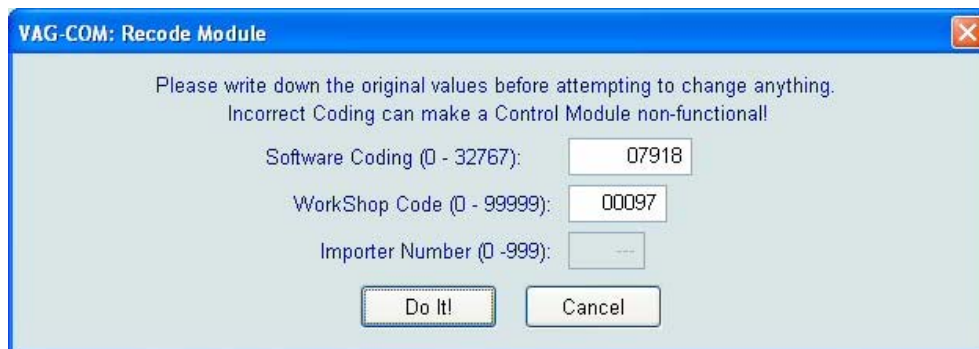 VAG-COM: Recode Module
Please write down the original values before attempting to change anything.
Incorrect Coding can make a Control Module non-functional!
Software Coding (0 - 32767): 07918
WorkShop Code (0 - 99999): 00097
Importer Number (0 -999): ---
Do It! Cancel